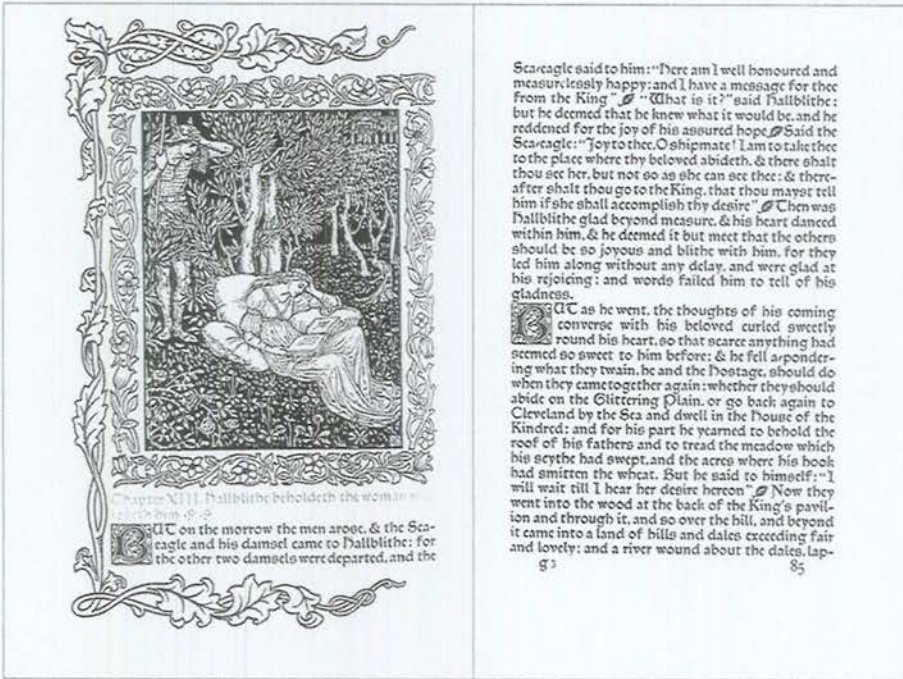 Chapter XIII. Hallblithe beholdeth the woman w
loveth him
BUT on the morrow the men arose, & the Sea-
eagle and his damsel came to Hallblithe: for
the other two damsels were departed, and the
Sea-eagle said to him: "Here am I well honoured and
measurelessly happy; and I have a message for thee
from the King" "What is it?" said Hallblithe;
but he deemed that he knew what it would be, and he
reddened for the joy of his assured hope Said the
Sea-eagle: "Joy to thee, O shipmate! I am to take thee
to the place where thy beloved abideth, & there shalt
thou see her, but not so as she can see thee; & there-
after shalt thou go to the King, that thou mayst tell
him if she shall accomplish thy desire" Then was
Hallblithe glad beyond measure, & his heart danced
within him, & he deemed it but meet that the others
should be so joyous and blithe with him, for they
led him along without any delay, and were glad at
his rejoicing; and words failed him to tell of his
gladness.
BUT as he went, the thoughts of his coming
converse with his beloved curled sweetly
round his heart, so that scarce anything had
seemed so sweet to him before; & he fell a-ponder-
ing what they twain, he and the Hostage, should do
when they came together again; whether they should
abide on the Glittering Plain, or go back again to
Cleveland by the Sea and dwell in the House of the
Kindred; and for his part he yearned to behold the
roof of his fathers and to tread the meadow which
his scythe had swept, and the acres where his hook
had smitten the wheat. But he said to himself: "I
will wait till I hear her desire hereon" Now they
went into the wood at the back of the King's pavil-
ion and through it, and so over the hill, and beyond
it came into a land of hills and dales exceeding fair
and lovely; and a river wound about the dales, lap-
g3 85